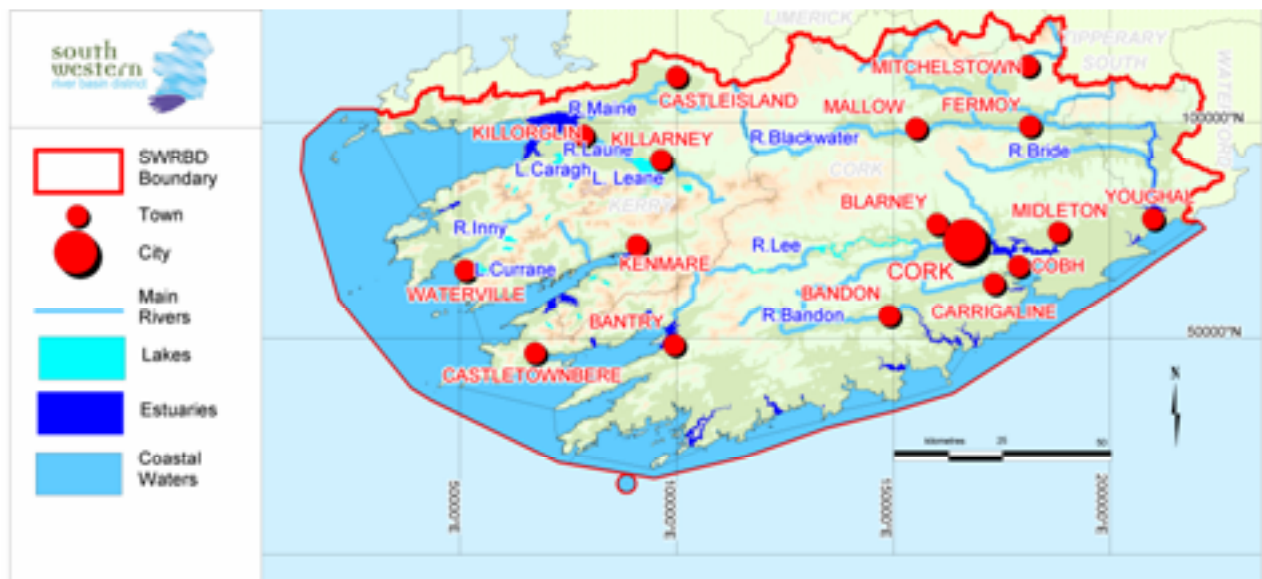 south
western
river basin district
SWRBD
Boundary
Town
City
Main
Rivers
Lakes
Estuaries
Coastal
Waters
LIMERICK
TIPPERARY
SOUTH
WATERFORD
MITCHELSTOWN
R.Maine
CASTLEISLAND
MALLOW
FERMOY
100000°N
KILLORGLIN
KILLARNEY
R.Blackwater
R.Laune
R.Bride
L.Caragh
L. Leane
CORK
KERRY
YOUGHAL
BLARNEY
MIDLETON
R.Inny
R.Lee
KENMARE
L.Currane
CORK
COBH
WATERVILLE
BANDON
CARRIGALINE
BANTRY
R.Bandon
50000°N
CASTLETOWNBERE
N
kilometres
25
50
50000°E
100000°E
150000°E
200000°E